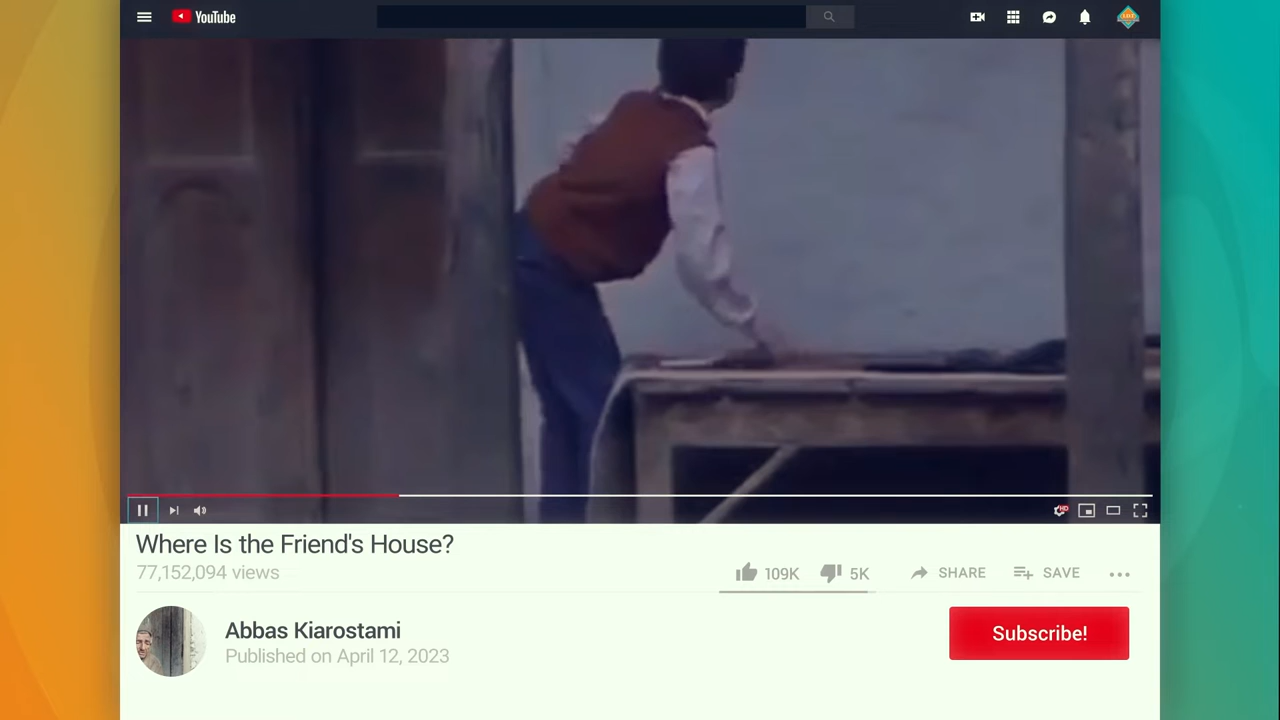 YouTube
HD
Where Is the Friend's House?
77,152,094 views
109K 5K SHARE SAVE
Abbas Kiarostami
Published on April 12, 2023
Subscribe!